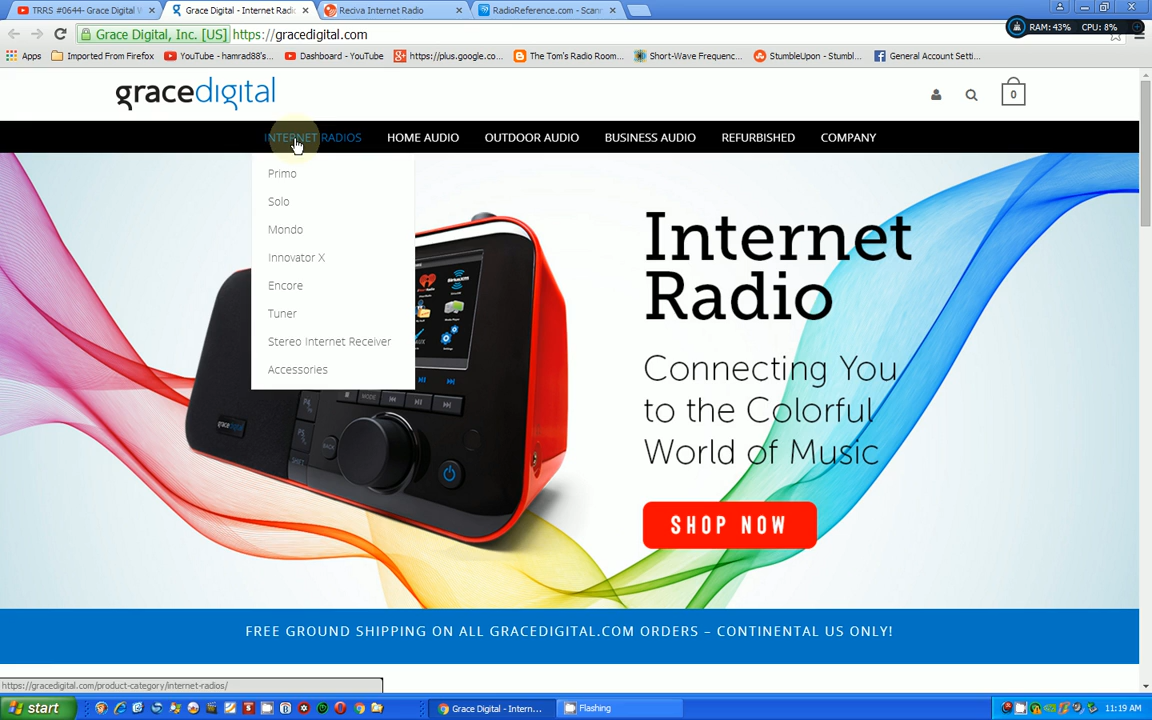 TRRS #0644- Grace Digital W
Grace Digital - Internet Radio
Reciva Internet Radio
RadioReference.com - Scann
Grace Digital, Inc. [US]
https://gracedigital.com
RAM: 43%
CPU: 8%
Apps
Imported From Firefox
YouTube - hamrad88's...
Dashboard - YouTube
https://plus.google.co...
The Tom's Radio Room...
Short-Wave Frequenc...
StumbleUpon - Stumbl...
General Account Setti...
gracedigital
0
INTERNET RADIOS
HOME AUDIO
OUTDOOR AUDIO
BUSINESS AUDIO
REFURBISHED
COMPANY
Primo
Solo
Mondo
Innovator X
Encore
Tuner
Stereo Internet Receiver
Accessories
MODE
BACK
gracedigital
Internet
Radio
Connecting You
to the Colorful
World of Music
SHOP NOW
FREE GROUND SHIPPING ON ALL GRACEDIGITAL.COM ORDERS – CONTINENTAL US ONLY!
https://gracedigital.com/product-category/internet-radios/
start
Grace Digital - Intern...
Flashing
11:19 AM